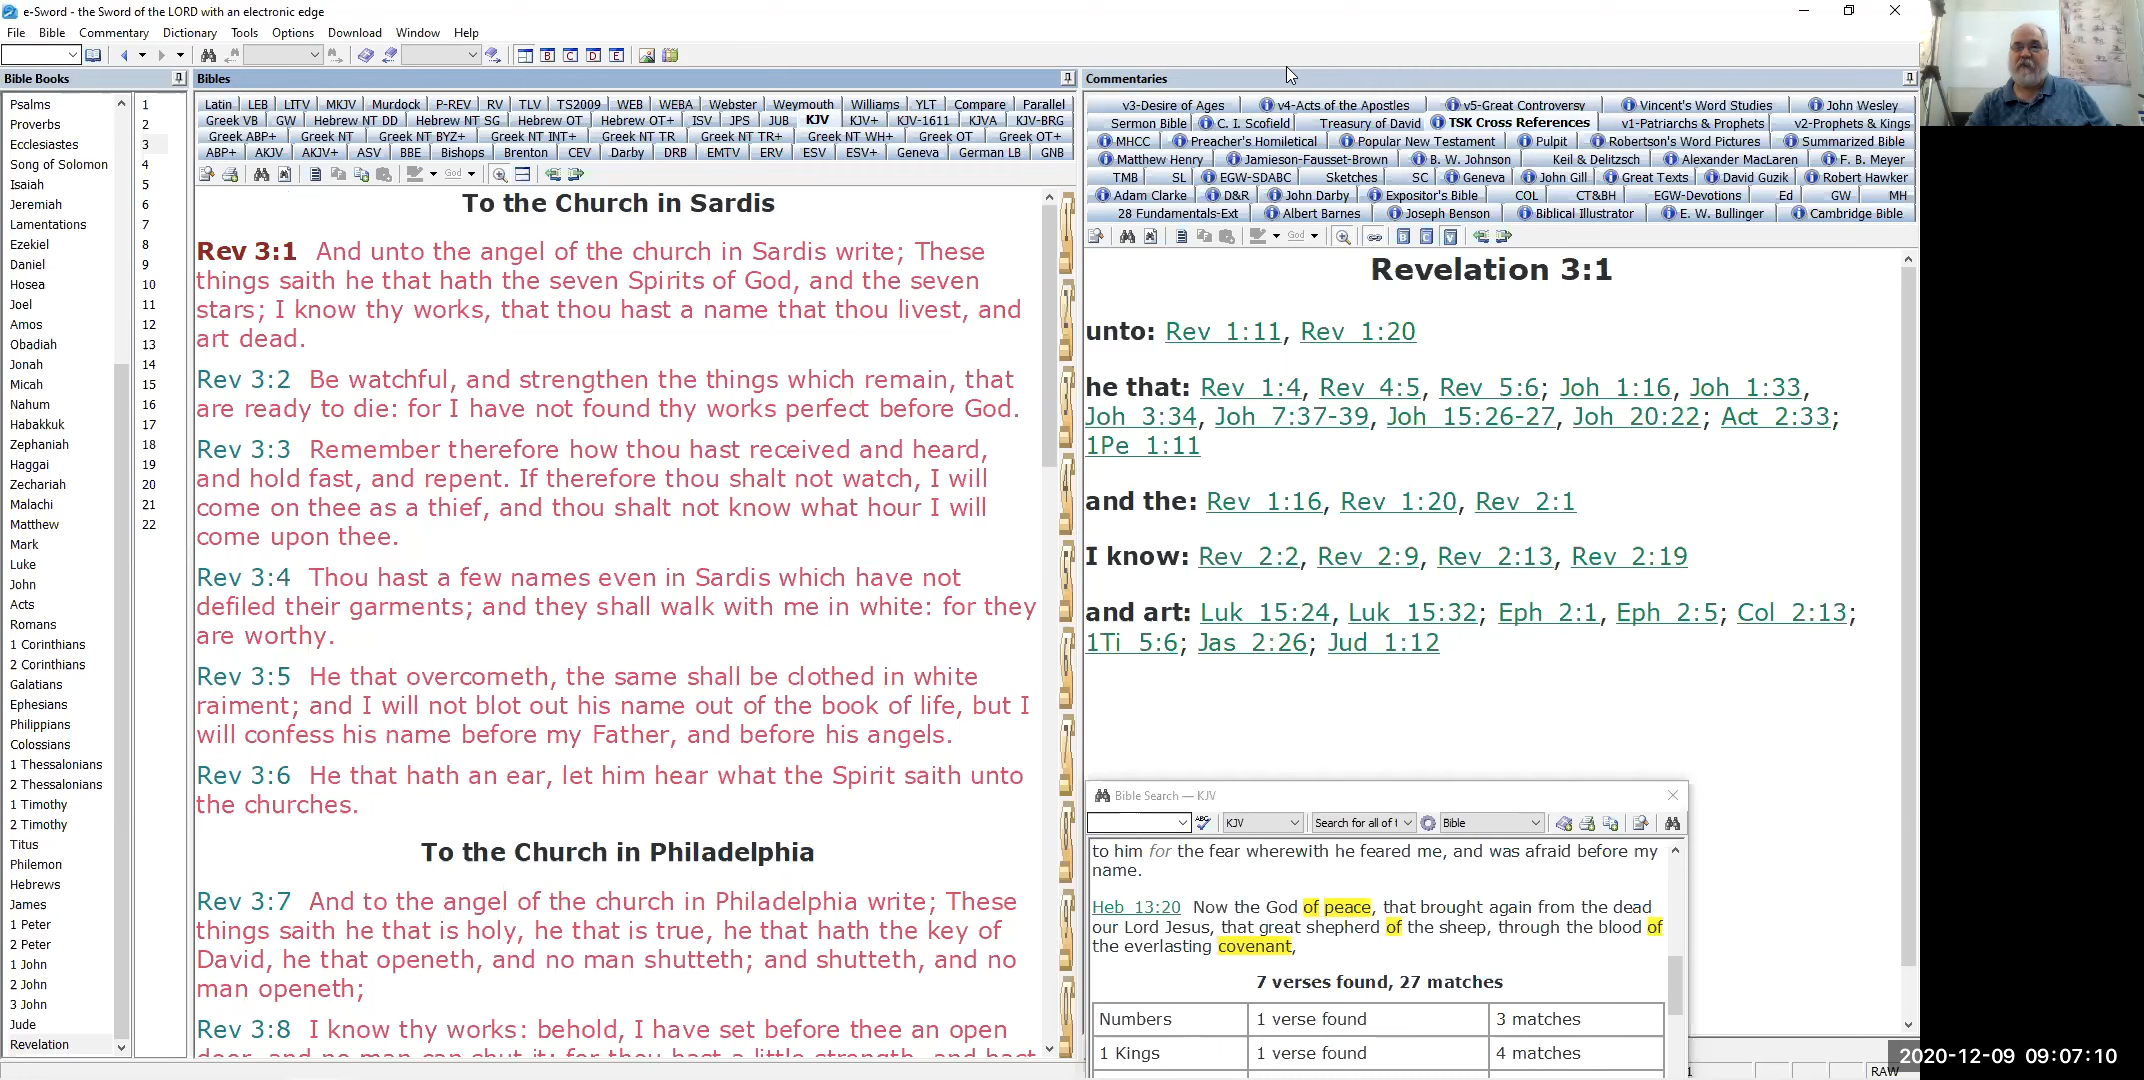 e-Sword - the Sword of the LORD with an electronic edge
File Bible Commentary Dictionary Tools Options Download Window Help
Bible Books
Psalms
Proverbs
Ecclesiastes
Song of Solomon
Isaiah
Jeremiah
Lamentations
Ezekiel
Daniel
Hosea
Joel
Amos
Obadiah
Jonah
Micah
Nahum
Habakkuk
Zephaniah
Haggai
Zechariah
Malachi
Matthew
Mark
Luke
John
Acts
Romans
1 Corinthians
2 Corinthians
Galatians
Ephesians
Philippians
Colossians
1 Thessalonians
2 Thessalonians
1 Timothy
2 Timothy
Titus
Philemon
Hebrews
James
1 Peter
2 Peter
1 John
2 John
3 John
Jude
Revelation
1
2
3
4
5
6
7
8
9
10
11
12
13
14
15
16
17
18
19
20
21
22
Bibles
Latin LEB LITV MKJV Murdock P-REV RV TLV TS2009 WEB WEBA Webster Weymouth Williams YLT Compare Parallel
Greek VB GW Hebrew NT DD Hebrew NT SG Hebrew OT Hebrew OT+ ISV JPS JUB KJV KJV+ KJV-1611 KJVA KJV-BRG
Greek ABP+ Greek NT Greek NT BYZ+ Greek NT INT+ Greek NT TR Greek NT TR+ Greek NT WH+ Greek OT Greek OT+
ABP+ AKJV AKJV+ ASV BBE Bishops Brenton CEV Darby DRB EMTV ERV ESV ESV+ Geneva German LB GNB
God
To the Church in Sardis
Rev 3:1 And unto the angel of the church in Sardis write; These
things saith he that hath the seven Spirits of God, and the seven
stars; I know thy works, that thou hast a name that thou livest, and
art dead.
Rev 3:2 Be watchful, and strengthen the things which remain, that
are ready to die: for I have not found thy works perfect before God.
Rev 3:3 Remember therefore how thou hast received and heard,
and hold fast, and repent. If therefore thou shalt not watch, I will
come on thee as a thief, and thou shalt not know what hour I will
come upon thee.
Rev 3:4 Thou hast a few names even in Sardis which have not
defiled their garments; and they shall walk with me in white: for they
are worthy.
Rev 3:5 He that overcometh, the same shall be clothed in white
raiment; and I will not blot out his name out of the book of life, but I
will confess his name before my Father, and before his angels.
Rev 3:6 He that hath an ear, let him hear what the Spirit saith unto
the churches.
To the Church in Philadelphia
Rev 3:7 And to the angel of the church in Philadelphia write; These
things saith he that is holy, he that is true, he that hath the key of
David, he that openeth, and no man shutteth; and shutteth, and no
man openeth;
Rev 3:8 I know thy works: behold, I have set before thee an open
door, and no man can shut it: for thou hast a little strength, and hast
Commentaries
v3-Desire of Ages v4-Acts of the Apostles v5-Great Controversy Vincent's Word Studies John Wesley
Sermon Bible C. I. Scofield Treasury of David TSK Cross References v1-Patriarchs & Prophets v2-Prophets & Kings
MHCC Preacher's Homiletical Popular New Testament Pulpit Robertson's Word Pictures Summarized Bible
Matthew Henry Jamieson-Fausset-Brown B. W. Johnson Keil & Delitzsch Alexander MacLaren F. B. Meyer
TMB SL EGW-SDABC Sketches SC Geneva John Gill Great Texts David Guzik Robert Hawker
Adam Clarke D&R John Darby Expositor's Bible COL CT&BH EGW-Devotions Ed GW MH
28 Fundamentals-Ext Albert Barnes Joseph Benson Biblical Illustrator E. W. Bullinger Cambridge Bible
God
Revelation 3:1
unto: Rev 1:11, Rev 1:20
he that: Rev 1:4, Rev 4:5, Rev 5:6; Joh 1:16, Joh 1:33,
Joh 3:34, Joh 7:37-39, Joh 15:26-27, Joh 20:22; Act 2:33;
1Pe 1:11
and the: Rev 1:16, Rev 1:20, Rev 2:1
I know: Rev 2:2, Rev 2:9, Rev 2:13, Rev 2:19
and art: Luk 15:24, Luk 15:32; Eph 2:1, Eph 2:5; Col 2:13;
1Ti 5:6; Jas 2:26; Jud 1:12
Bible Search — KJV
KJV Search for all of t Bible
to him for the fear wherewith he feared me, and was afraid before my
name.
Heb 13:20 Now the God of peace, that brought again from the dead
our Lord Jesus, that great shepherd of the sheep, through the blood of
the everlasting covenant,
7 verses found, 27 matches
Numbers 1 verse found 3 matches
1 Kings 1 verse found 4 matches
RAW
2020-12-09 09:07:10